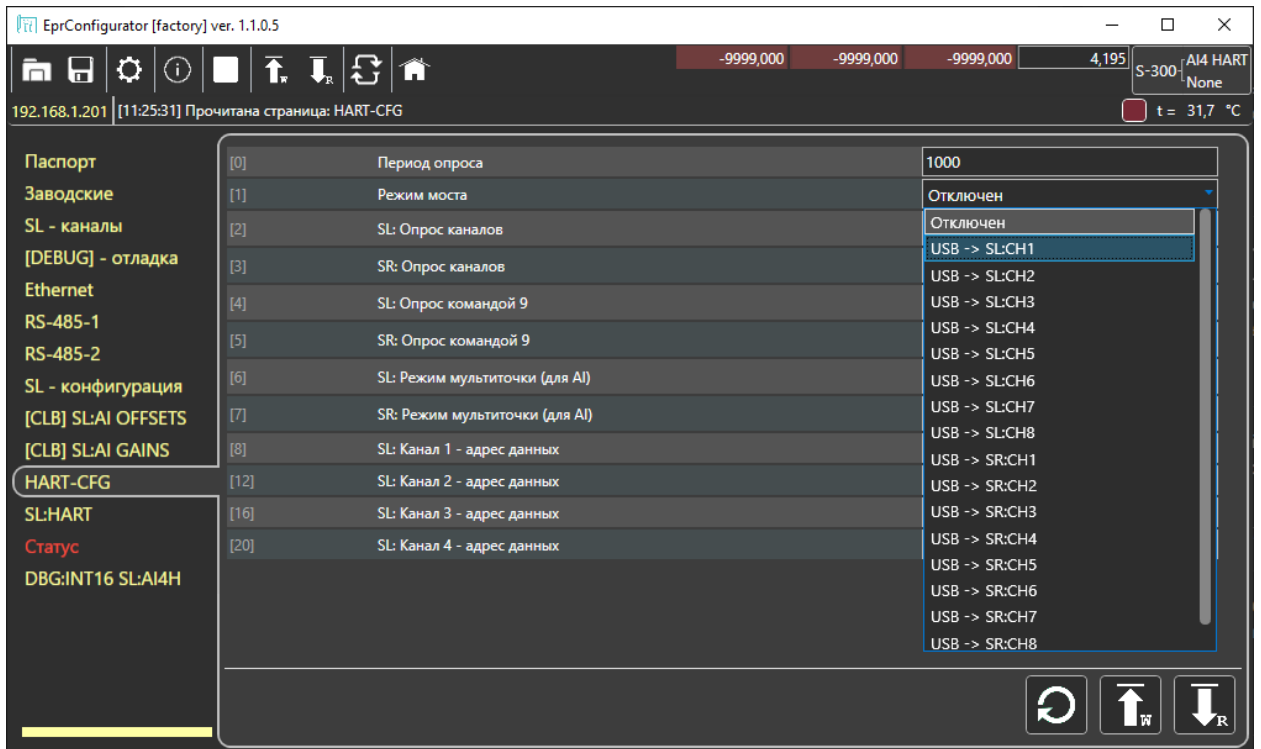 EprConfigurator [factory] ver. 1.1.0.5
W R -9999,000 -9999,000 -9999,000 4,195 S-300 AI4 HART
None
192.168.1.201 [11:25:31] Прочитана страница: HART-CFG t = 31,7 °C
Паспорт
Заводские
SL - каналы
[DEBUG] - отладка
Ethernet
RS-485-1
RS-485-2
SL - конфигурация
[CLB] SL:AI OFFSETS
[CLB] SL:AI GAINS
HART-CFG
SL:HART
Статус
DBG:INT16 SL:AI4H
[0] Период опроса 1000
[1] Режим моста Отключен
[2] SL: Опрос каналов
[3] SR: Опрос каналов
[4] SL: Опрос командой 9
[5] SR: Опрос командой 9
[6] SL: Режим мультиточки (для AI)
[7] SR: Режим мультиточки (для AI)
[8] SL: Канал 1 - адрес данных
[12] SL: Канал 2 - адрес данных
[16] SL: Канал 3 - адрес данных
[20] SL: Канал 4 - адрес данных
Отключен
USB -> SL:CH1
USB -> SL:CH2
USB -> SL:CH3
USB -> SL:CH4
USB -> SL:CH5
USB -> SL:CH6
USB -> SL:CH7
USB -> SL:CH8
USB -> SR:CH1
USB -> SR:CH2
USB -> SR:CH3
USB -> SR:CH4
USB -> SR:CH5
USB -> SR:CH6
USB -> SR:CH7
USB -> SR:CH8
W R